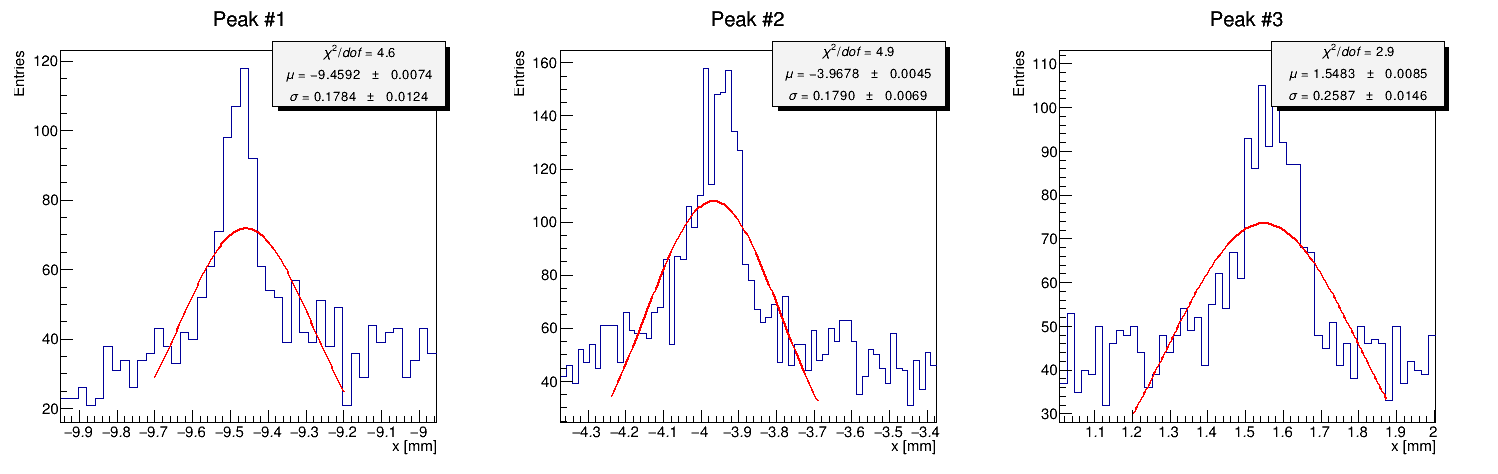 Peak #1
Entries
χ²/dof = 4.6
μ = −9.4592 ± 0.0074
σ = 0.1784 ± 0.0124
120
100
80
60
40
20
−9.9 −9.8 −9.7 −9.6 −9.5 −9.4 −9.3 −9.2 −9.1 −9
x [mm]
Peak #2
Entries
χ²/dof = 4.9
μ = −3.9678 ± 0.0045
σ = 0.1790 ± 0.0069
160
140
120
100
80
60
40
−4.3 −4.2 −4.1 −4 −3.9 −3.8 −3.7 −3.6 −3.5 −3.4
x [mm]
Peak #3
Entries
χ²/dof = 2.9
μ = 1.5483 ± 0.0085
σ = 0.2587 ± 0.0146
110
100
90
80
70
60
50
40
30
1.1 1.2 1.3 1.4 1.5 1.6 1.7 1.8 1.9 2
x [mm]